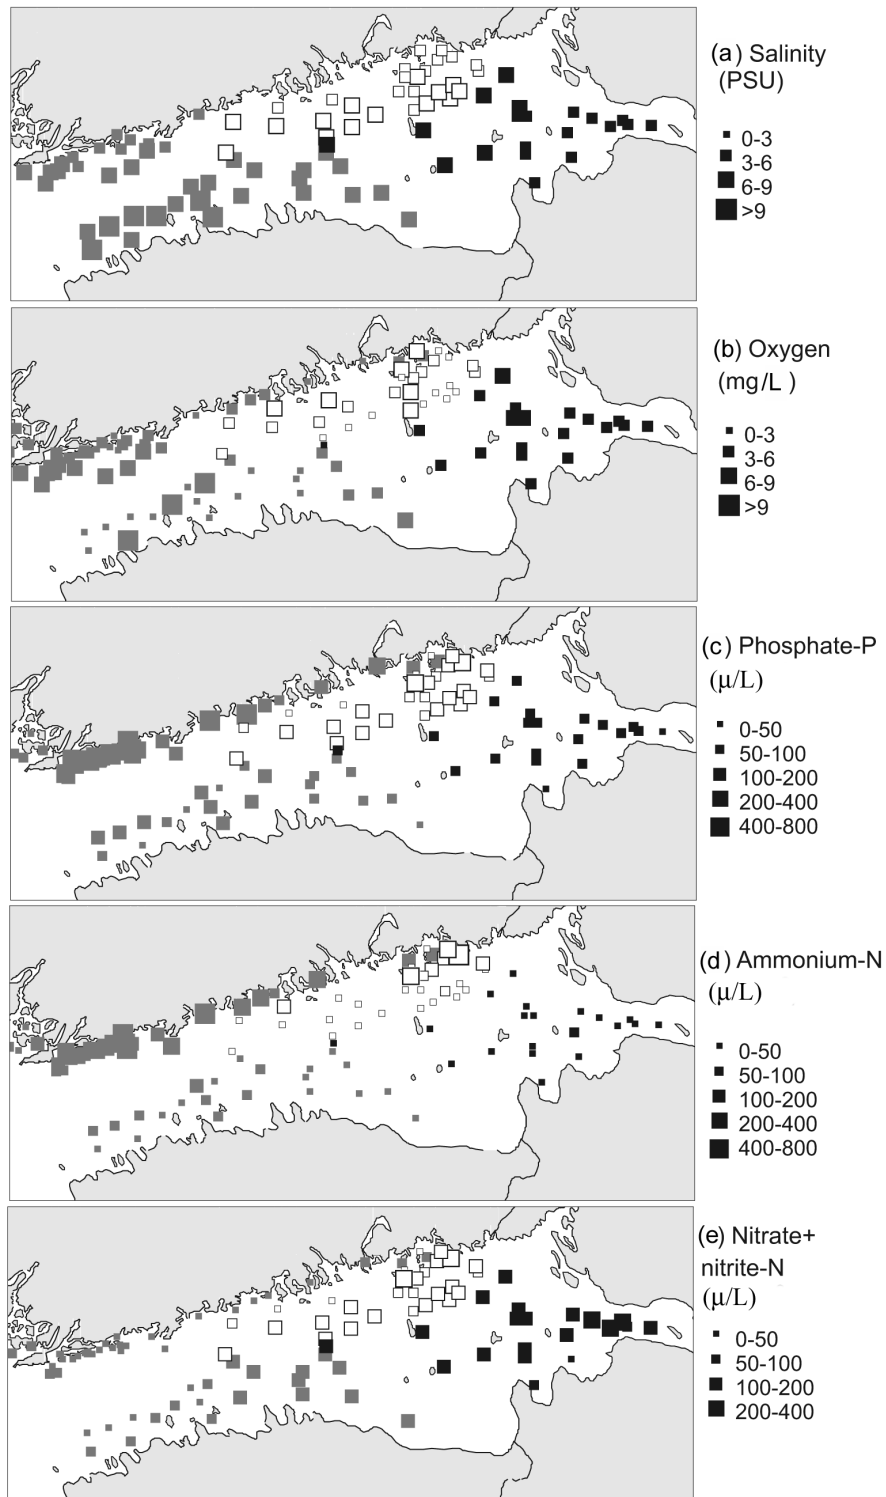 (a) Salinity
(PSU)
0-3
3-6
6-9
>9
(b) Oxygen
(mg/L )
0-3
3-6
6-9
>9
(c) Phosphate-P
(μ/L)
0-50
50-100
100-200
200-400
400-800
(d) Ammonium-N
(μ/L)
0-50
50-100
100-200
200-400
400-800
(e) Nitrate+
nitrite-N
(μ/L)
0-50
50-100
100-200
200-400